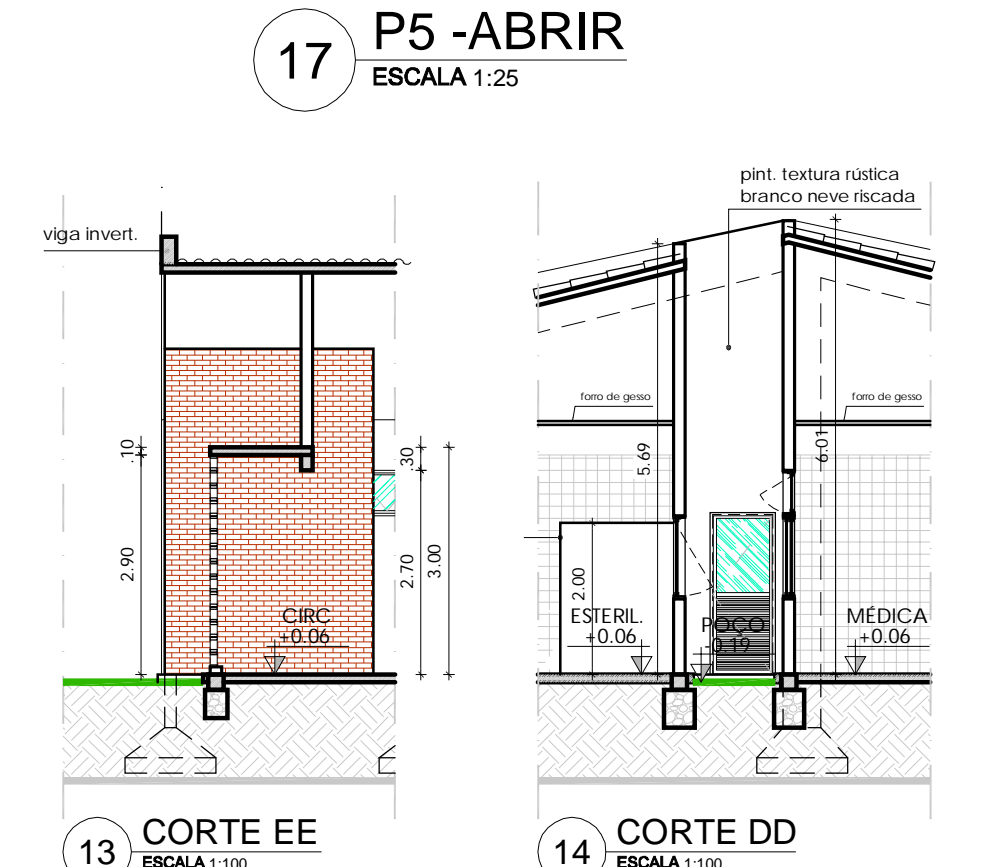 17
P5 -ABRIR
ESCALA 1:25
viga invert.
.10
2.90
.30
2.70
3.00
CIRC
+0.06
pint. textura rústica
branco neve riscada
forro de gesso
forro de gesso
5.69
6.01
2.00
ESTERIL.
+0.06
POÇO
-0.19
MÉDICA
+0.06
13
CORTE EE
ESCALA 1:100
14
CORTE DD
ESCALA 1:100